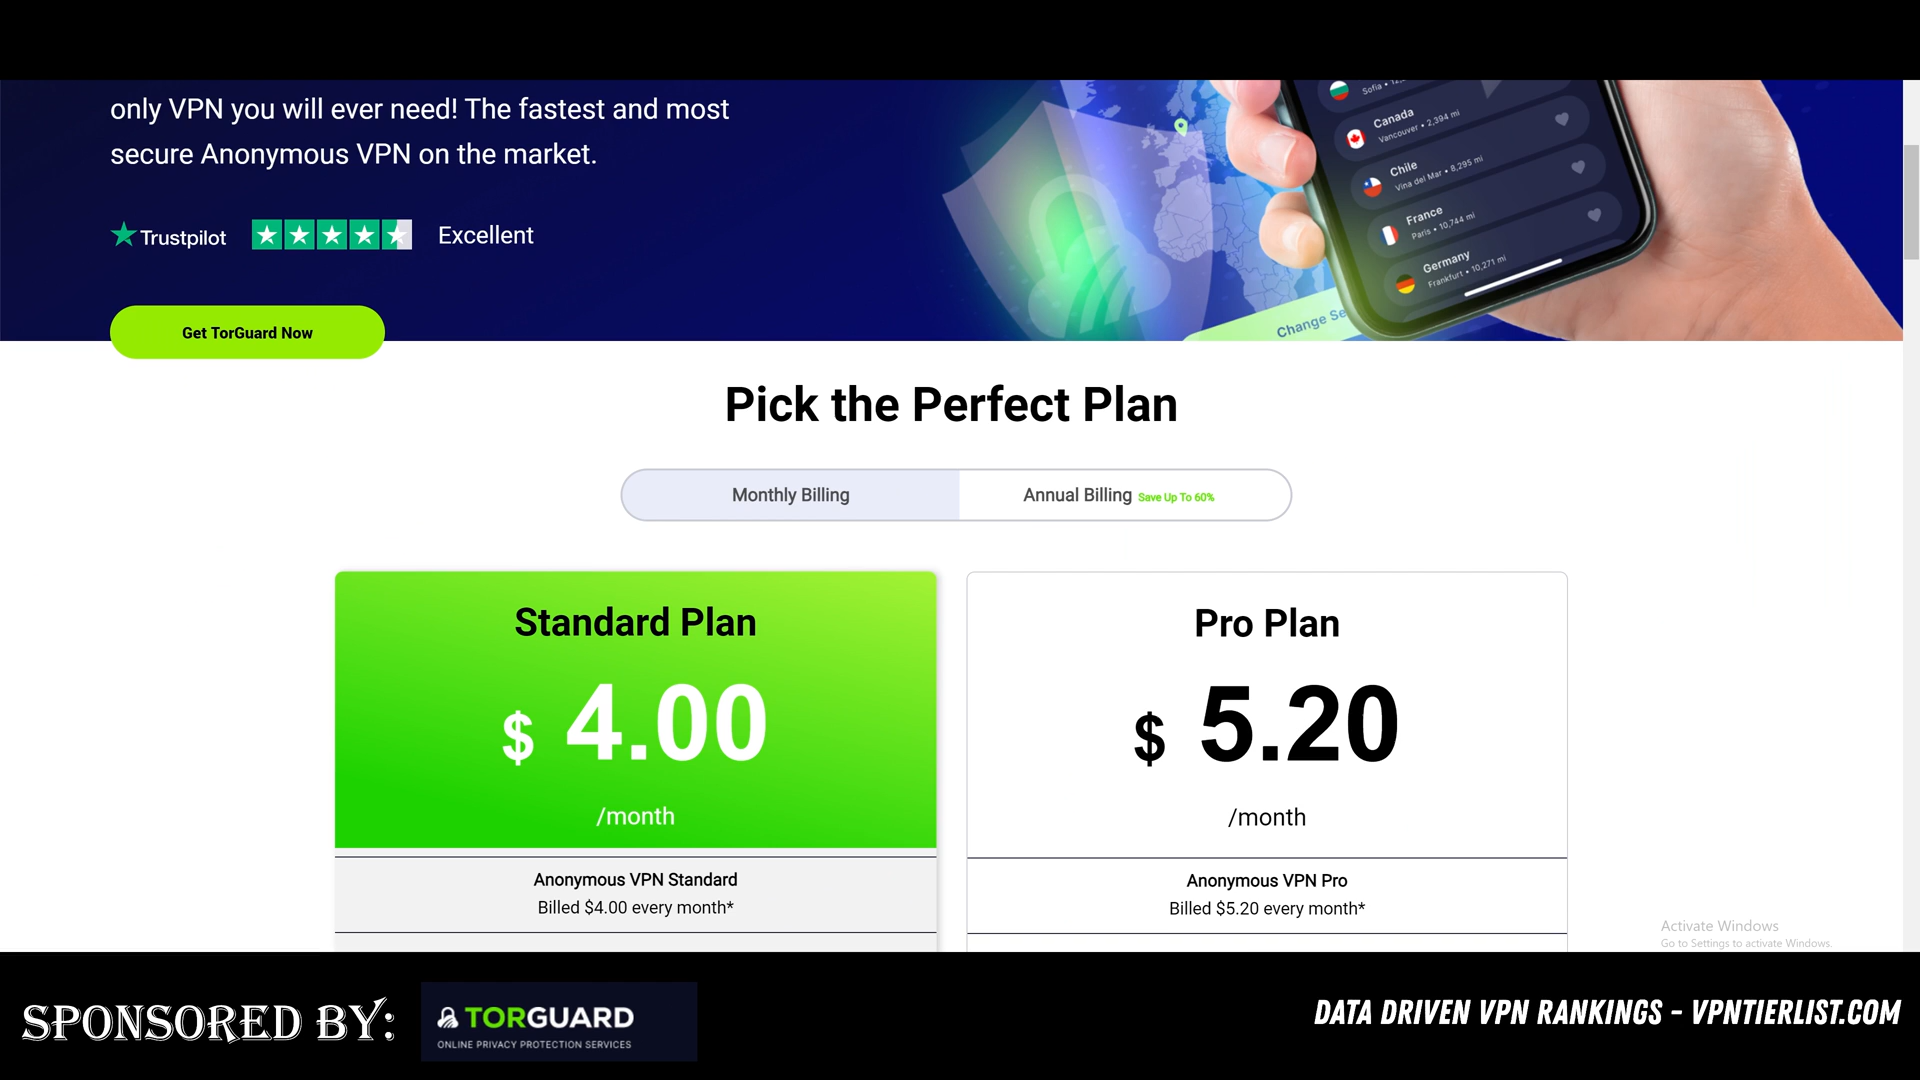 only VPN you will ever need! The fastest and most
secure Anonymous VPN on the market.
Trustpilot
Excellent
Get TorGuard Now
Sofia
Canada
Vancouver • 2,394 mi
Chile
Vina del Mar • 8,295 mi
France
Paris • 10,744 mi
Germany
Frankfurt • 10,271 mi
Change
Pick the Perfect Plan
Monthly Billing
Annual Billing Save Up To 60%
Standard Plan
$ 4.00
/month
Anonymous VPN Standard
Billed $4.00 every month*
Pro Plan
$ 5.20
/month
Anonymous VPN Pro
Billed $5.20 every month*
Activate Windows
Go to Settings to activate Windows.
SPONSORED BY:
TORGUARD
ONLINE PRIVACY PROTECTION SERVICES
DATA DRIVEN VPN RANKINGS - VPNTIERLIST.COM